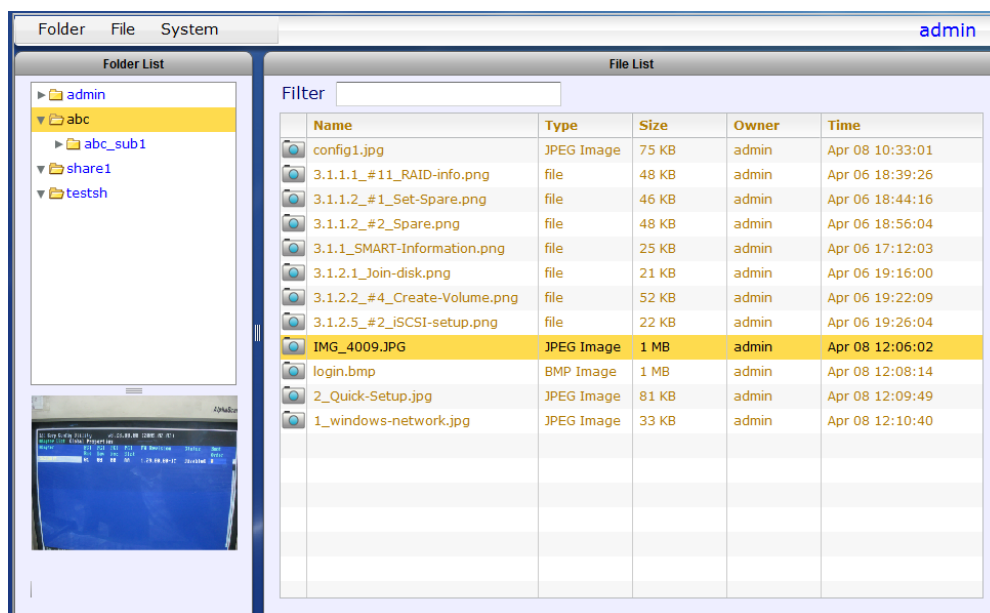 Folder File System admin
Folder List
File List
admin
abc
abc_sub1
share1
testsh
Filter
Name Type Size Owner Time
config1.jpg JPEG Image 75 KB admin Apr 08 10:33:01
3.1.1.1_#11_RAID-info.png file 48 KB admin Apr 06 18:39:26
3.1.1.2_#1_Set-Spare.png file 46 KB admin Apr 06 18:44:16
3.1.1.2_#2_Spare.png file 48 KB admin Apr 06 18:56:04
3.1.1_SMART-Information.png file 25 KB admin Apr 06 17:12:03
3.1.2.1_Join-disk.png file 21 KB admin Apr 06 19:16:00
3.1.2.2_#4_Create-Volume.png file 52 KB admin Apr 06 19:22:09
3.1.2.5_#2_iSCSI-setup.png file 22 KB admin Apr 06 19:26:04
IMG_4009.JPG JPEG Image 1 MB admin Apr 08 12:06:02
login.bmp BMP Image 1 MB admin Apr 08 12:08:14
2_Quick-Setup.jpg JPEG Image 81 KB admin Apr 08 12:09:49
1_windows-network.jpg JPEG Image 33 KB admin Apr 08 12:10:40